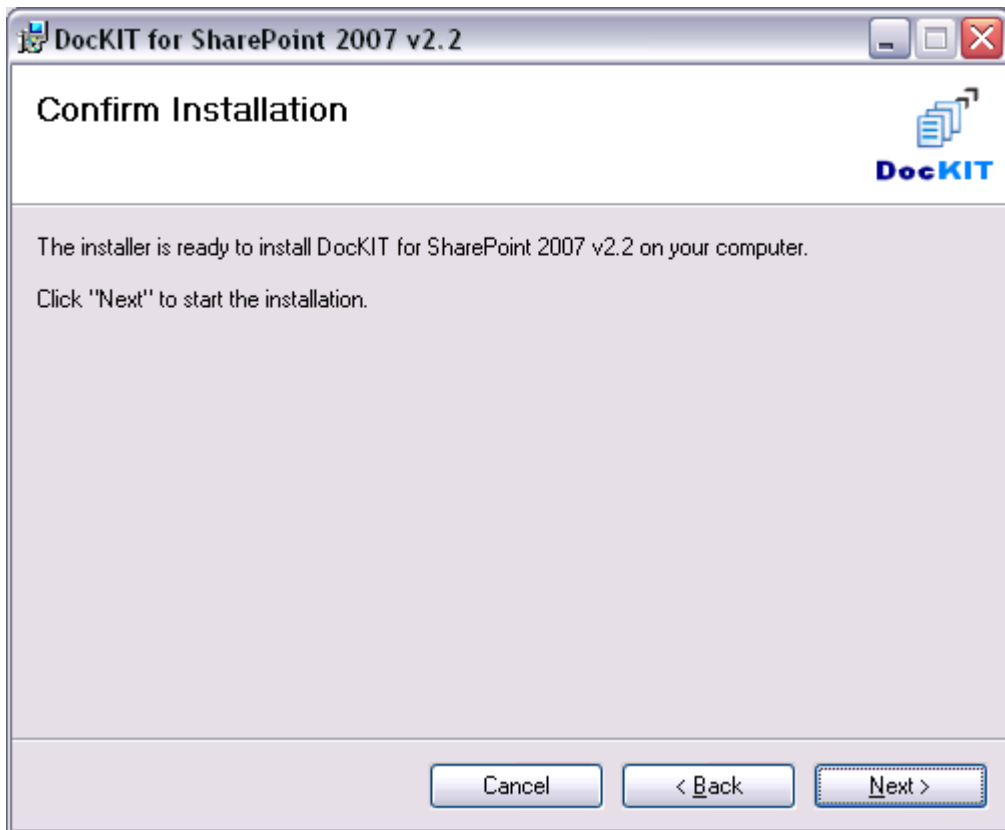 DocKIT for SharePoint 2007 v2.2
Confirm Installation
DocKIT
The installer is ready to install DocKIT for SharePoint 2007 v2.2 on your computer.
Click "Next" to start the installation.
Cancel
< Back
Next >